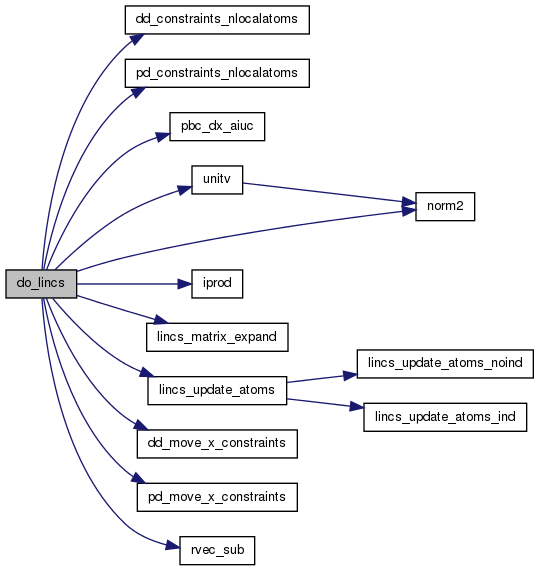 dd_constraints_nlocalatoms
pd_constraints_nlocalatoms
pbc_dx_aiuc
unitv
norm2
do_lincs
iprod
lincs_matrix_expand
lincs_update_atoms_noind
lincs_update_atoms
lincs_update_atoms_ind
dd_move_x_constraints
pd_move_x_constraints
rvec_sub